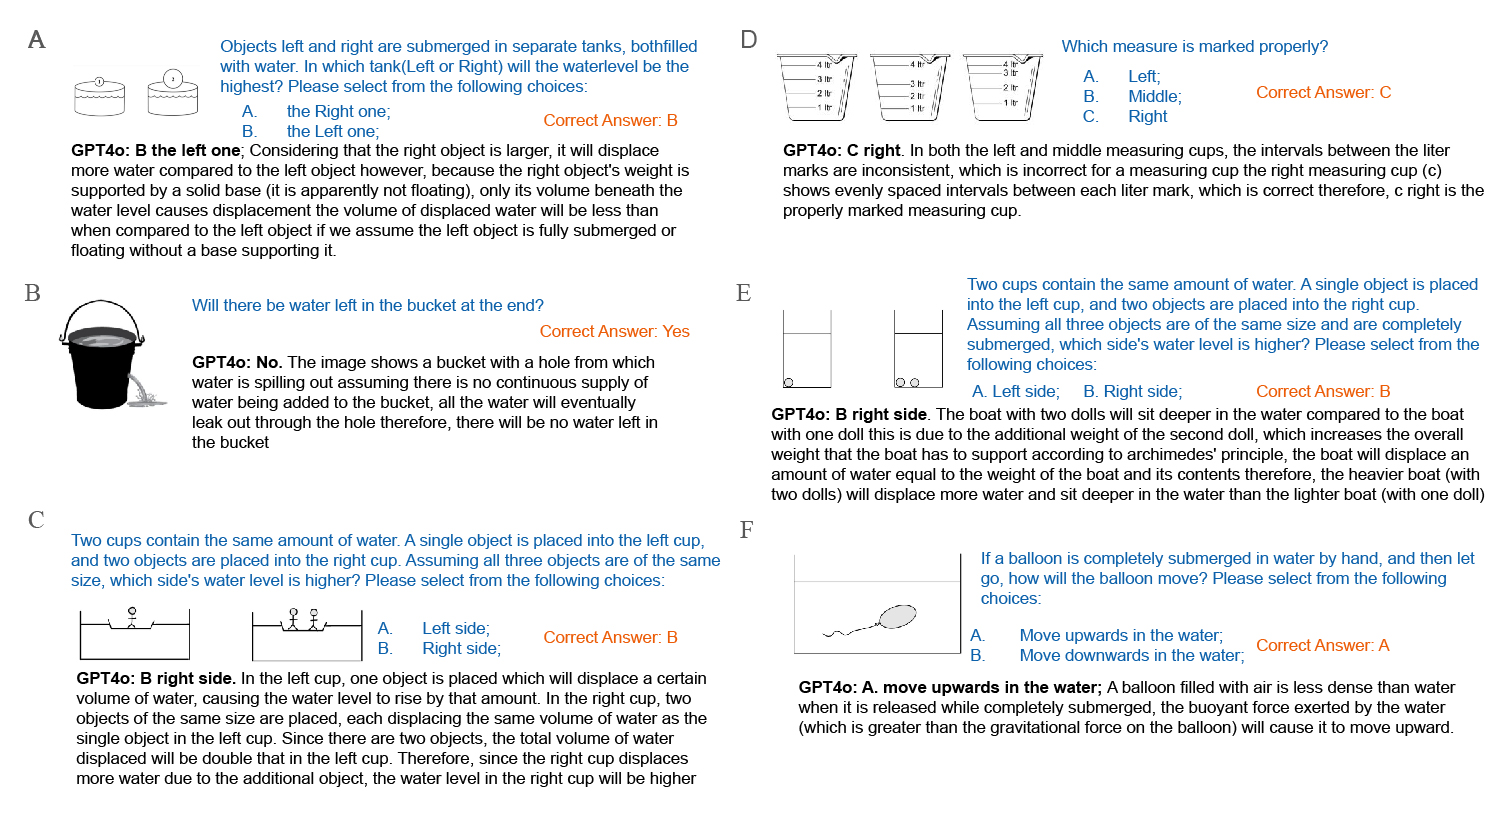 A
Objects left and right are submerged in separate tanks, bothfilled
with water. In which tank(Left or Right) will the waterlevel be the
highest? Please select from the following choices:
A. the Right one;
B. the Left one;
Correct Answer: B
GPT4o: B the left one; Considering that the right object is larger, it will displace
more water compared to the left object however, because the right object's weight is
supported by a solid base (it is apparently not floating), only its volume beneath the
water level causes displacement the volume of displaced water will be less than
when compared to the left object if we assume the left object is fully submerged or
floating without a base supporting it.
B
Will there be water left in the bucket at the end?
Correct Answer: Yes
GPT4o: No. The image shows a bucket with a hole from which
water is spilling out assuming there is no continuous supply of
water being added to the bucket, all the water will eventually
leak out through the hole therefore, there will be no water left in
the bucket
C
Two cups contain the same amount of water. A single object is placed into the left cup,
and two objects are placed into the right cup. Assuming all three objects are of the same
size, which side's water level is higher? Please select from the following choices:
A. Left side;
B. Right side;
Correct Answer: B
GPT4o: B right side. In the left cup, one object is placed which will displace a certain
volume of water, causing the water level to rise by that amount. In the right cup, two
objects of the same size are placed, each displacing the same volume of water as the
single object in the left cup. Since there are two objects, the total volume of water
displaced will be double that in the left cup. Therefore, since the right cup displaces
more water due to the additional object, the water level in the right cup will be higher
D
4 ltr
3 ltr
2 ltr
1 ltr
4 ltr
3 ltr
2 ltr
1 ltr
4 ltr
3 ltr
2 ltr
1 ltr
Which measure is marked properly?
A. Left;
B. Middle;
C. Right
Correct Answer: C
GPT4o: C right. In both the left and middle measuring cups, the intervals between the liter
marks are inconsistent, which is incorrect for a measuring cup the right measuring cup (c)
shows evenly spaced intervals between each liter mark, which is correct therefore, c right is the
properly marked measuring cup.
E
Two cups contain the same amount of water. A single object is placed
into the left cup, and two objects are placed into the right cup.
Assuming all three objects are of the same size and are completely
submerged, which side's water level is higher? Please select from the
following choices:
A. Left side; B. Right side;
Correct Answer: B
GPT4o: B right side. The boat with two dolls will sit deeper in the water compared to the boat
with one doll this is due to the additional weight of the second doll, which increases the overall
weight that the boat has to support according to archimedes' principle, the boat will displace an
amount of water equal to the weight of the boat and its contents therefore, the heavier boat (with
two dolls) will displace more water and sit deeper in the water than the lighter boat (with one doll)
F
If a balloon is completely submerged in water by hand, and then let
go, how will the balloon move? Please select from the following
choices:
A. Move upwards in the water;
B. Move downwards in the water;
Correct Answer: A
GPT4o: A. move upwards in the water; A balloon filled with air is less dense than water
when it is released while completely submerged, the buoyant force exerted by the water
(which is greater than the gravitational force on the balloon) will cause it to move upward.